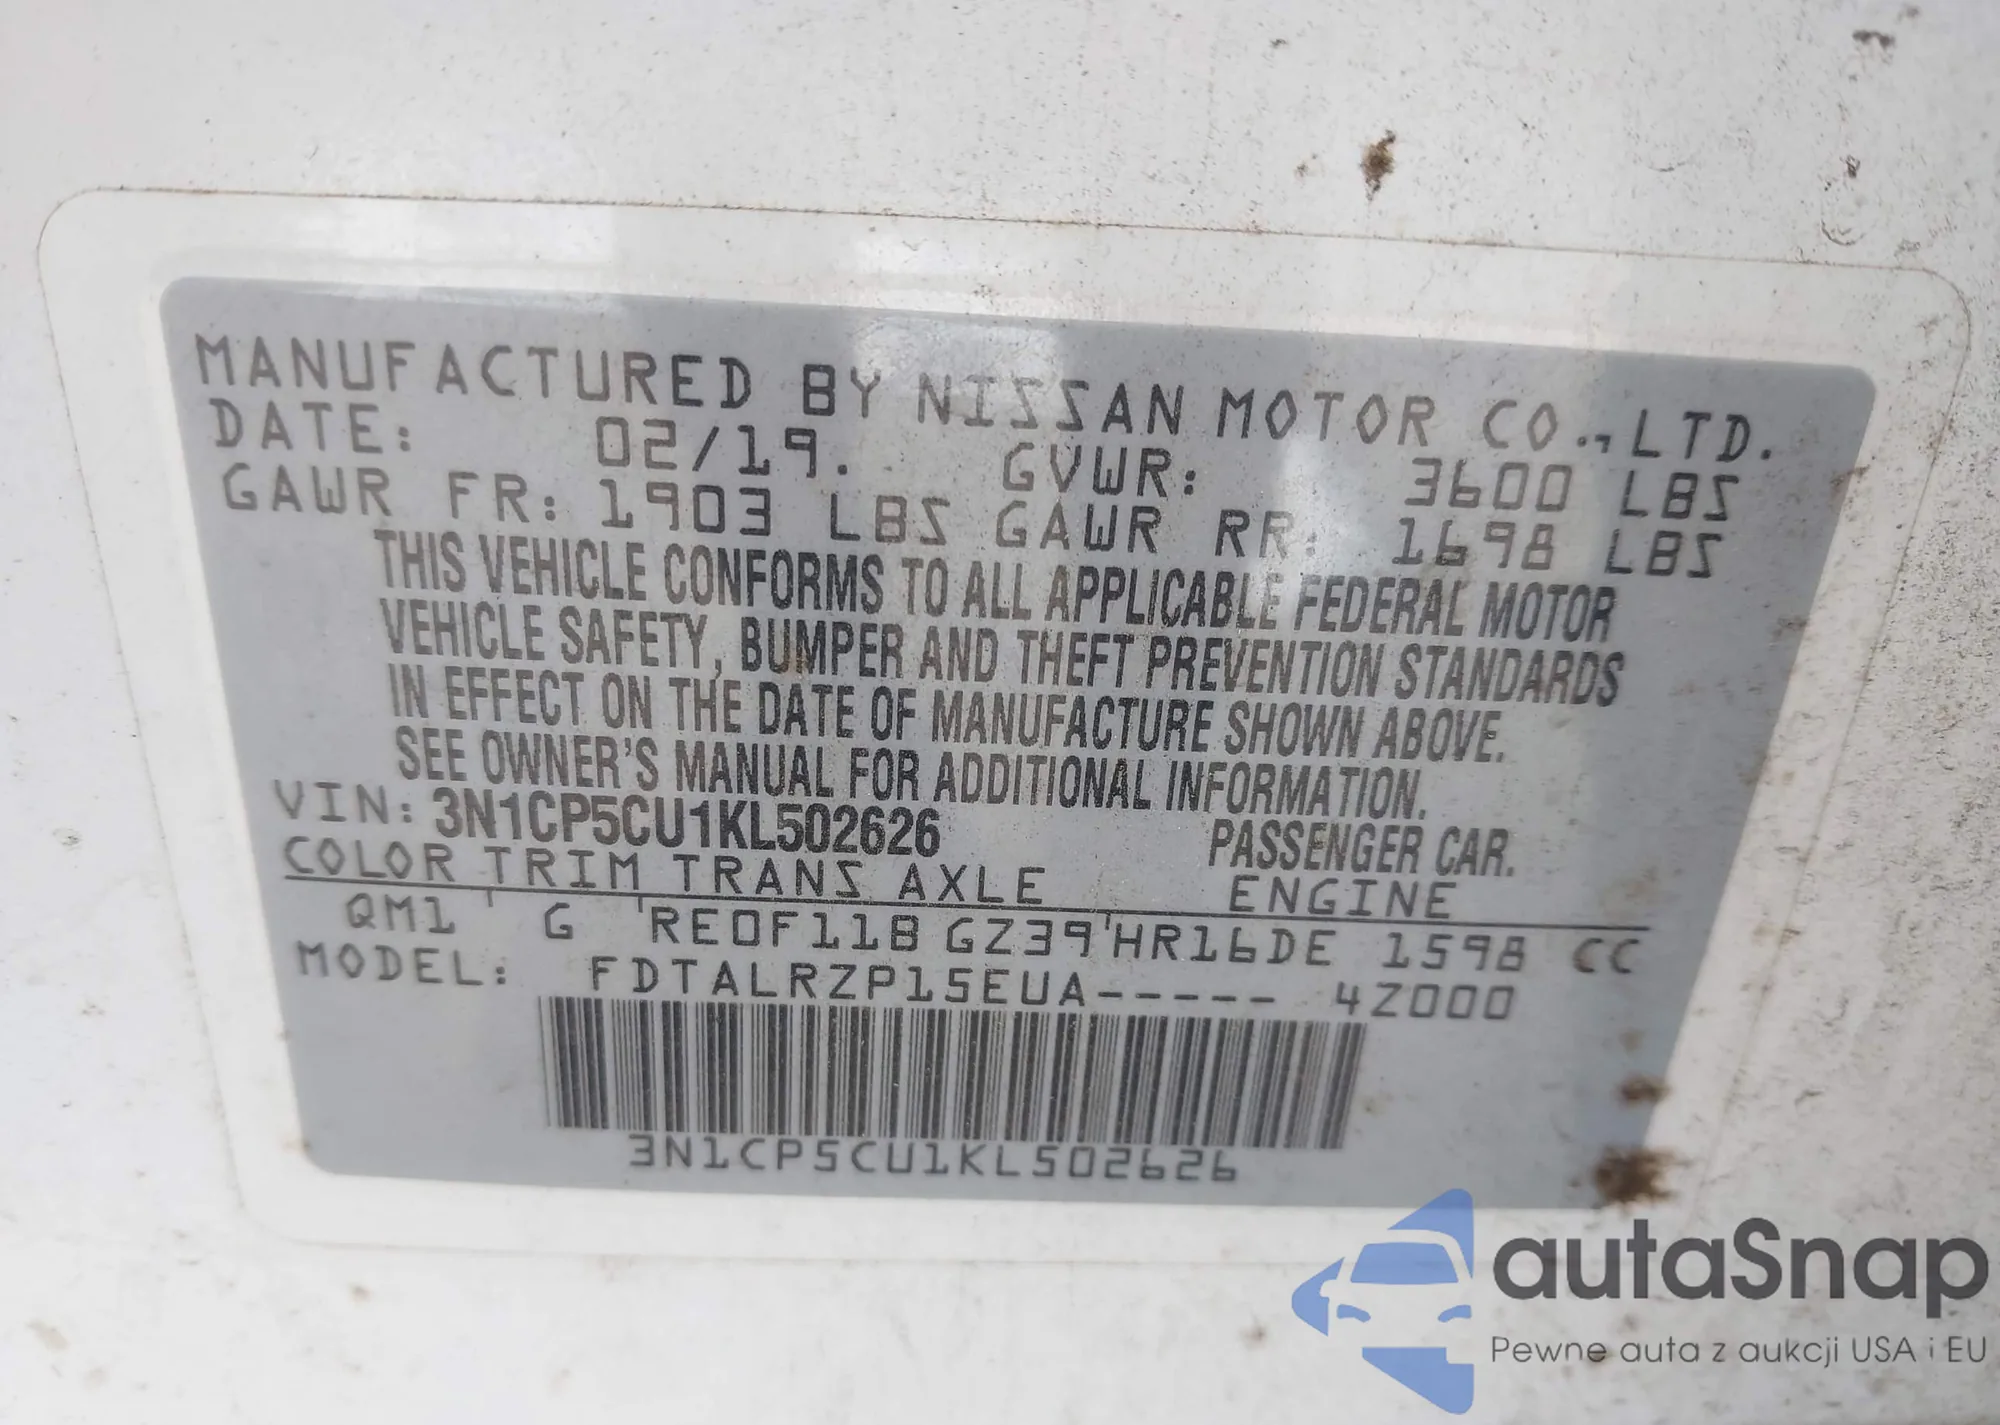 MANUFACTURED BY NISSAN MOTOR CO., LTD.
DATE: 02/19. GVWR: 3600 LBS
GAWR FR: 1903 LBS GAWR RR: 1698 LBS
THIS VEHICLE CONFORMS TO ALL APPLICABLE FEDERAL MOTOR
VEHICLE SAFETY, BUMPER AND THEFT PREVENTION STANDARDS
IN EFFECT ON THE DATE OF MANUFACTURE SHOWN ABOVE.
SEE OWNER'S MANUAL FOR ADDITIONAL INFORMATION.
VIN: 3N1CP5CU1KL502626 PASSENGER CAR.
COLOR TRIM TRANS AXLE ENGINE
QM1 G RE0F11B GZ39 HR16DE 1598 CC
MODEL: FDTALRZP15EUA----- 4Z000
3N1CP5CU1KL502626
autaSnap
Pewne auta z aukcji USA i EU